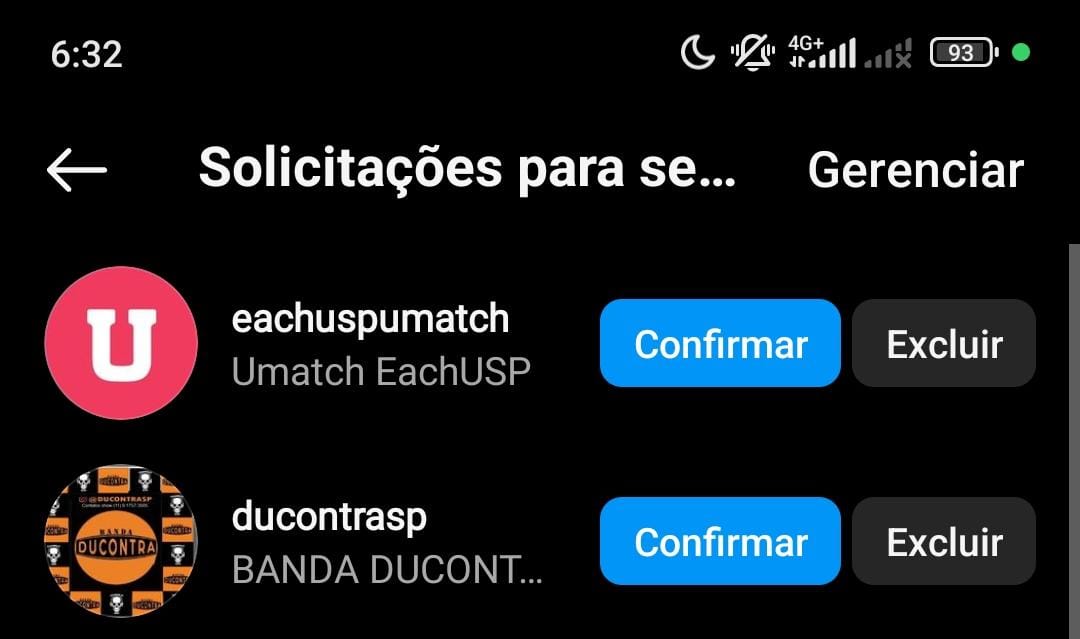 6:32 4G+ 93
Solicitações para se... Gerenciar
U
eachuspumatch
Umatch EachUSP
Confirmar Excluir
@DUCONTRASP
BANDA
DUCONTRA
ducontrasp
BANDA DUCONT...
Confirmar Excluir